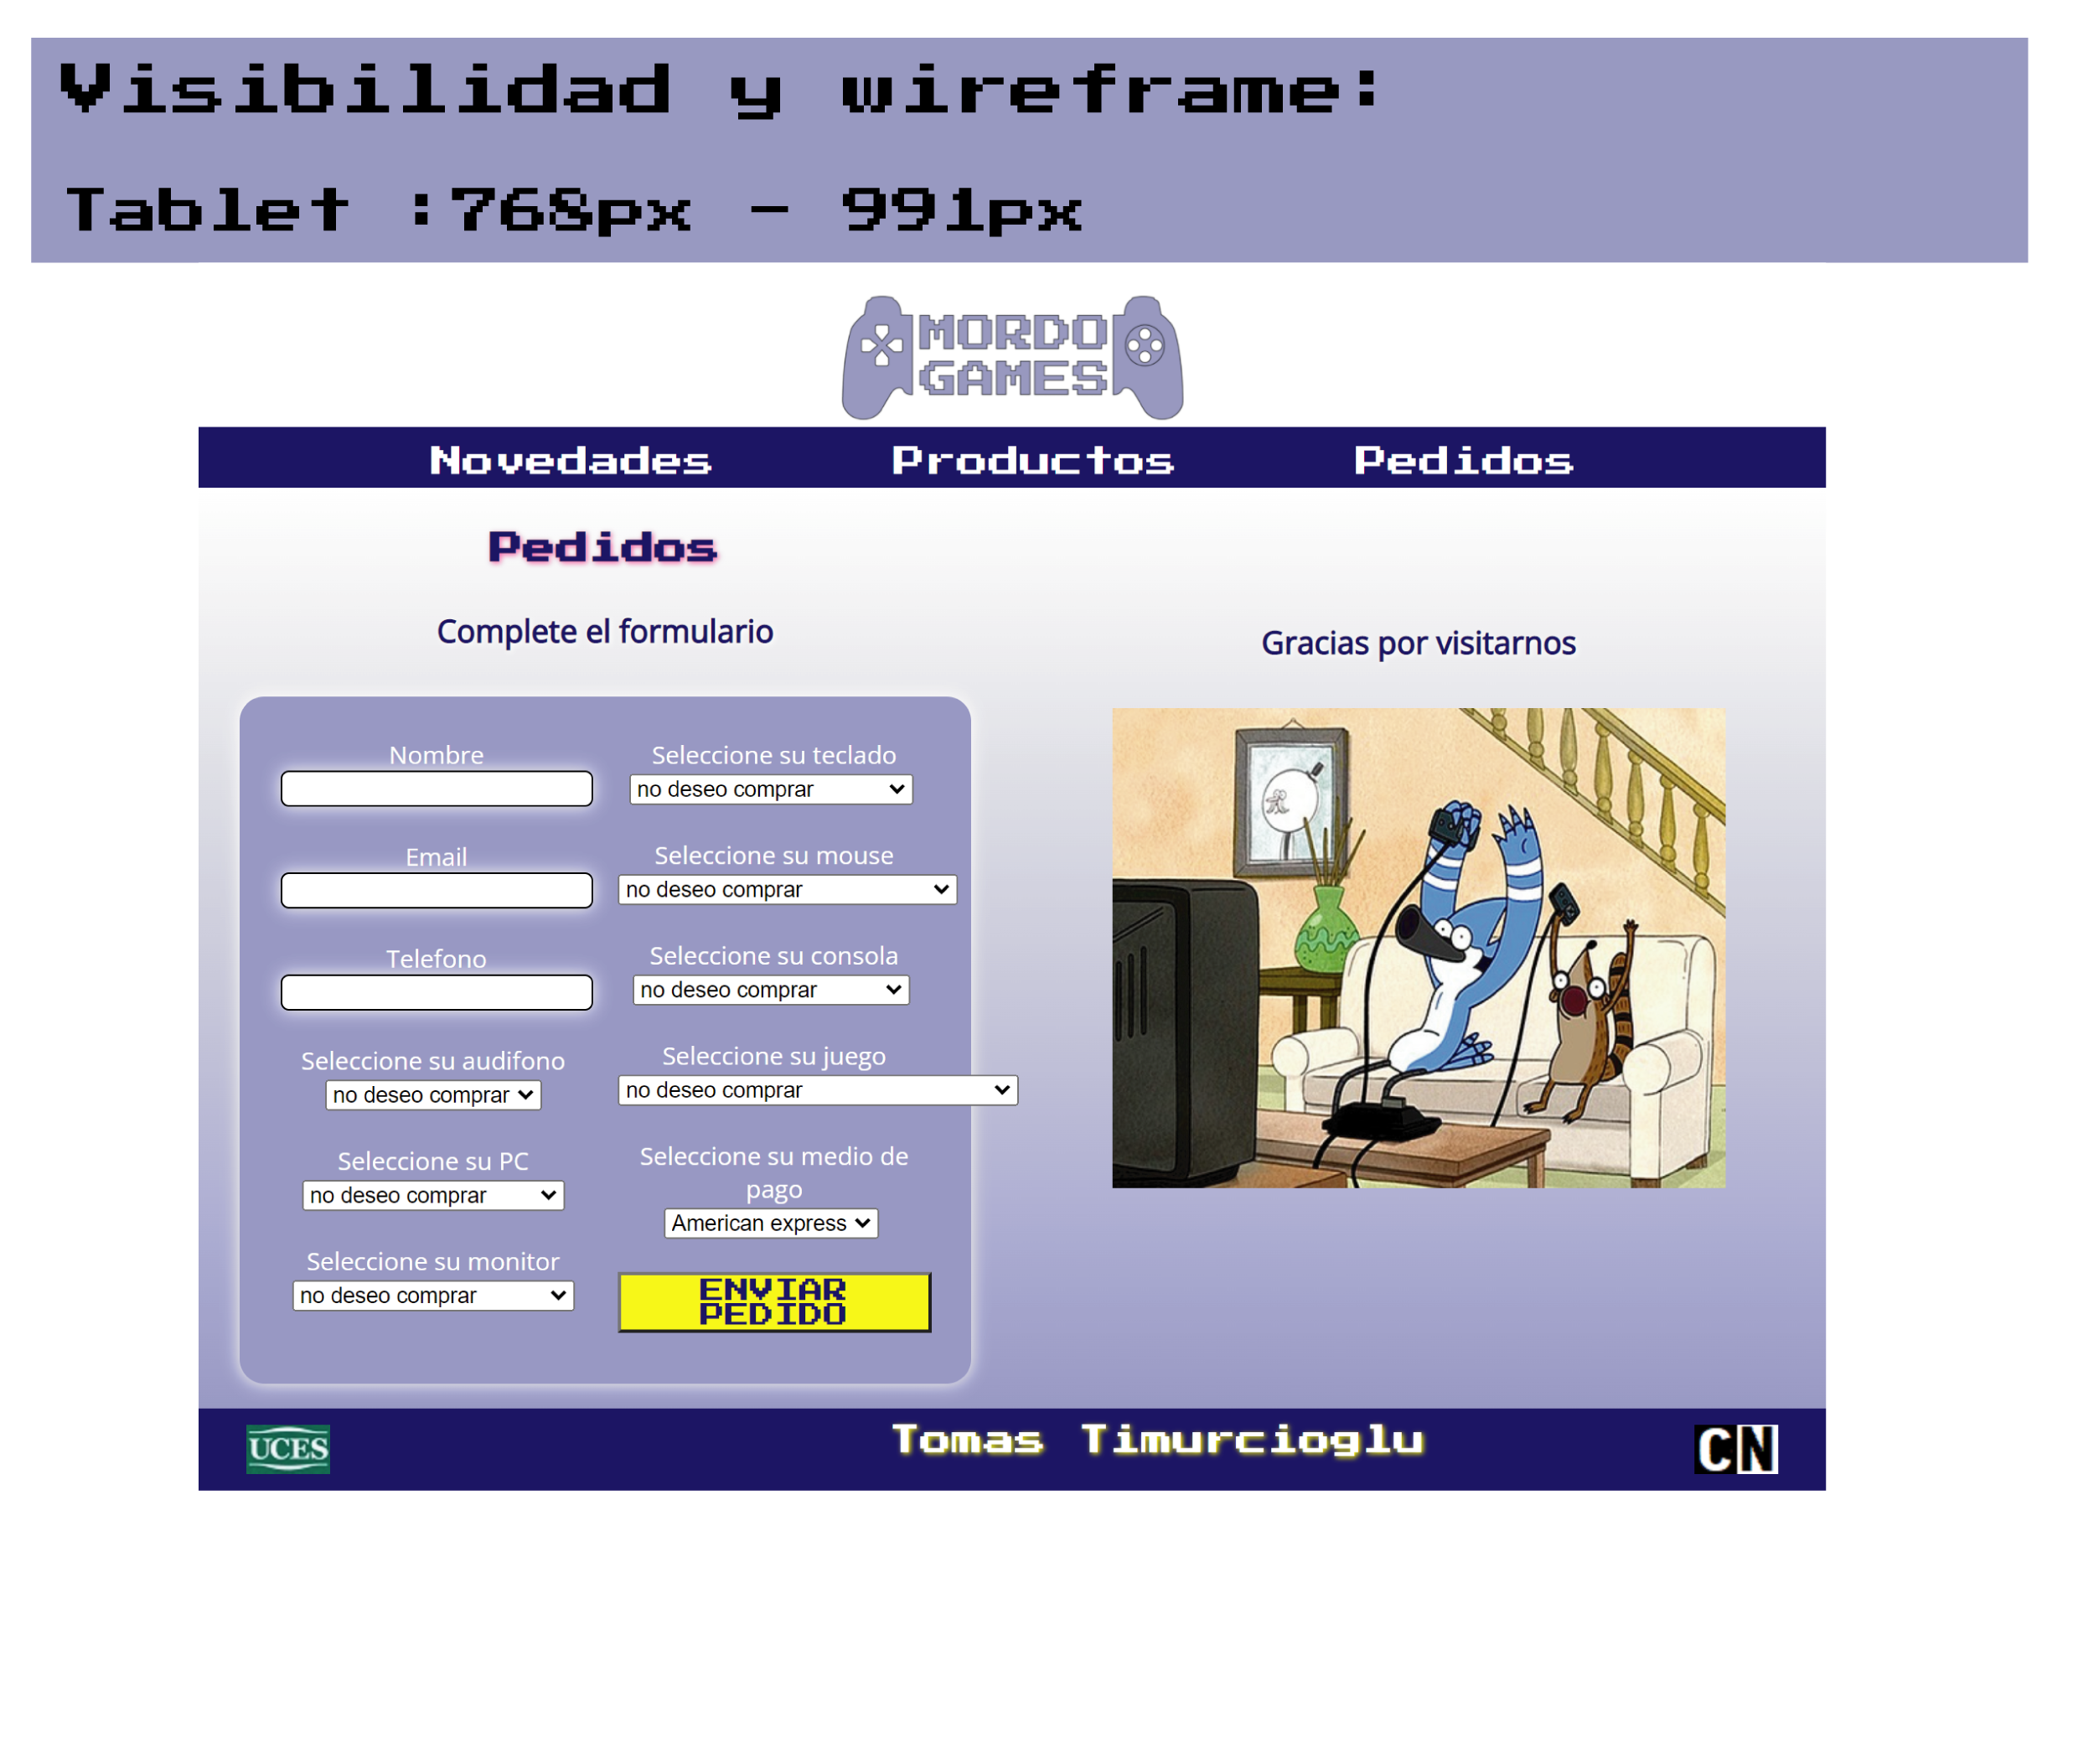 Visibilidad y wireframe:
Tablet :768px - 991px
MORDO
GAMES
Novedades Productos Pedidos
Pedidos
Complete el formulario
Nombre
Email
Telefono
Seleccione su audifono
no deseo comprar
Seleccione su PC
no deseo comprar
Seleccione su monitor
no deseo comprar
Seleccione su teclado
no deseo comprar
Seleccione su mouse
no deseo comprar
Seleccione su consola
no deseo comprar
Seleccione su juego
no deseo comprar
Seleccione su medio de
pago
American express
ENVIAR
PEDIDO
Gracias por visitarnos
UCES
Tomas Timurcioglu
CN